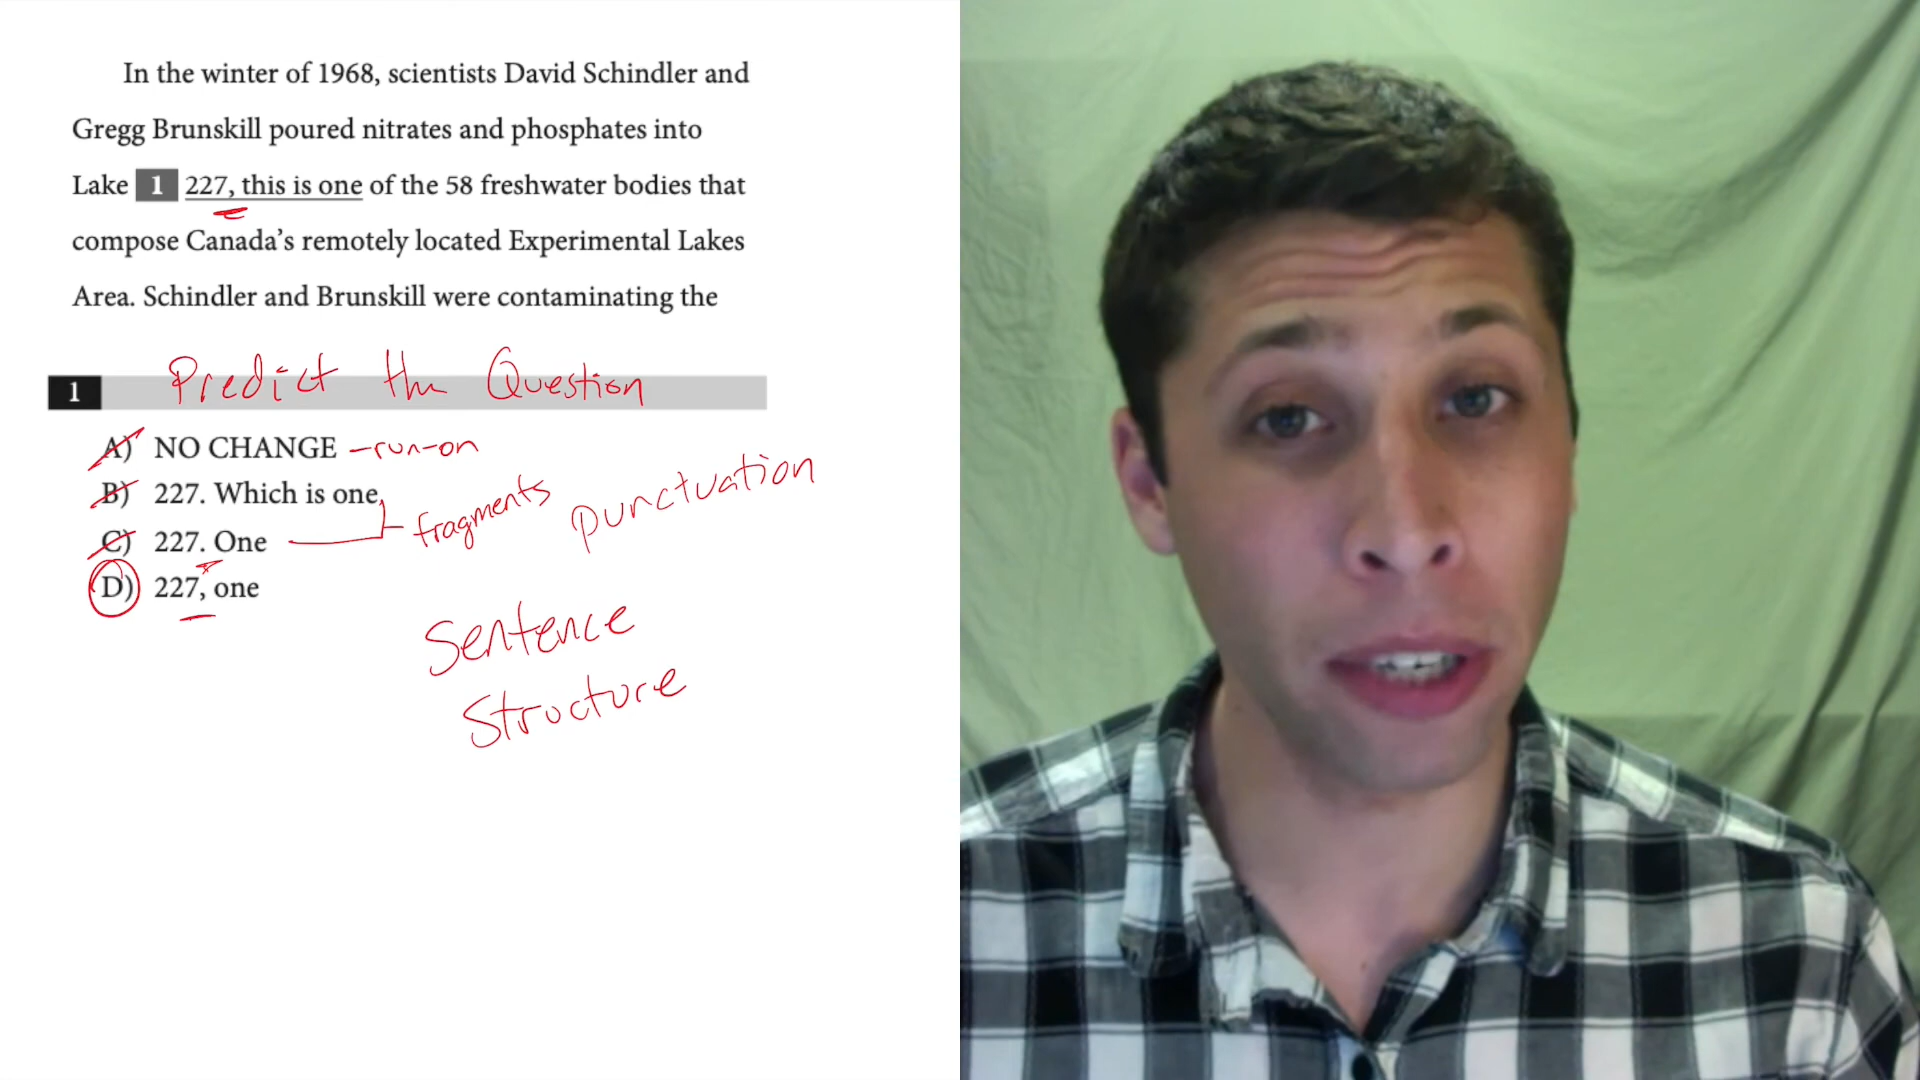 In the winter of 1968, scientists David Schindler and
Gregg Brunskill poured nitrates and phosphates into
Lake 1 227, this is one of the 58 freshwater bodies that
compose Canada's remotely located Experimental Lakes
Area. Schindler and Brunskill were contaminating the
1 Predict the Question
A) NO CHANGE -run-on
B) 227. Which is one
C) 227. One
fragments
punctuation
D) 227, one
Sentence
Structure